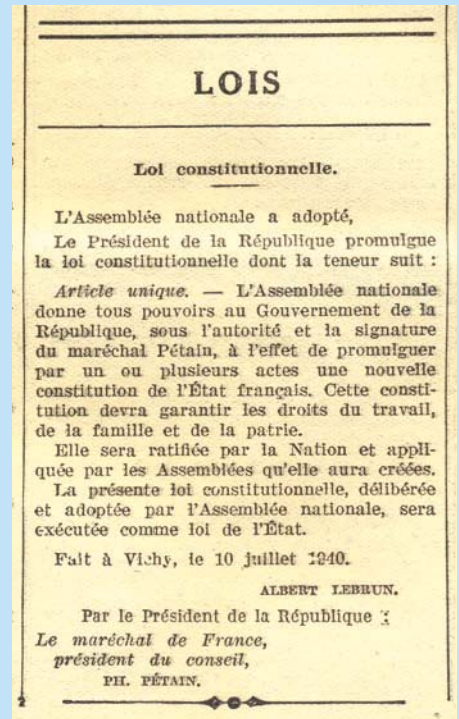 LOIS
Loi constitutionnelle.
L'Assemblée nationale a adopté,
Le Président de la République promulgue
la loi constitutionnelle dont la teneur suit :
Article unique. — L'Assemblée nationale
donne tous pouvoirs au Gouvernement de la
République, sous l'autorité et la signature
du maréchal Pétain, à l'effet de promulguer
par un ou plusieurs actes une nouvelle
constitution de l'État français. Cette consti-
tution devra garantir les droits du travail,
de la famille et de la patrie.
Elle sera ratifiée par la Nation et appli-
quée par les Assemblées qu'elle aura créées.
La présente loi constitutionnelle, délibérée
et adoptée par l'Assemblée nationale, sera
exécutée comme loi de l'État.
Fait à Vichy, le 10 juillet 1940.
ALBERT LEBRUN.
Par le Président de la République :
Le maréchal de France,
président du conseil,
PH. PÉTAIN.
2